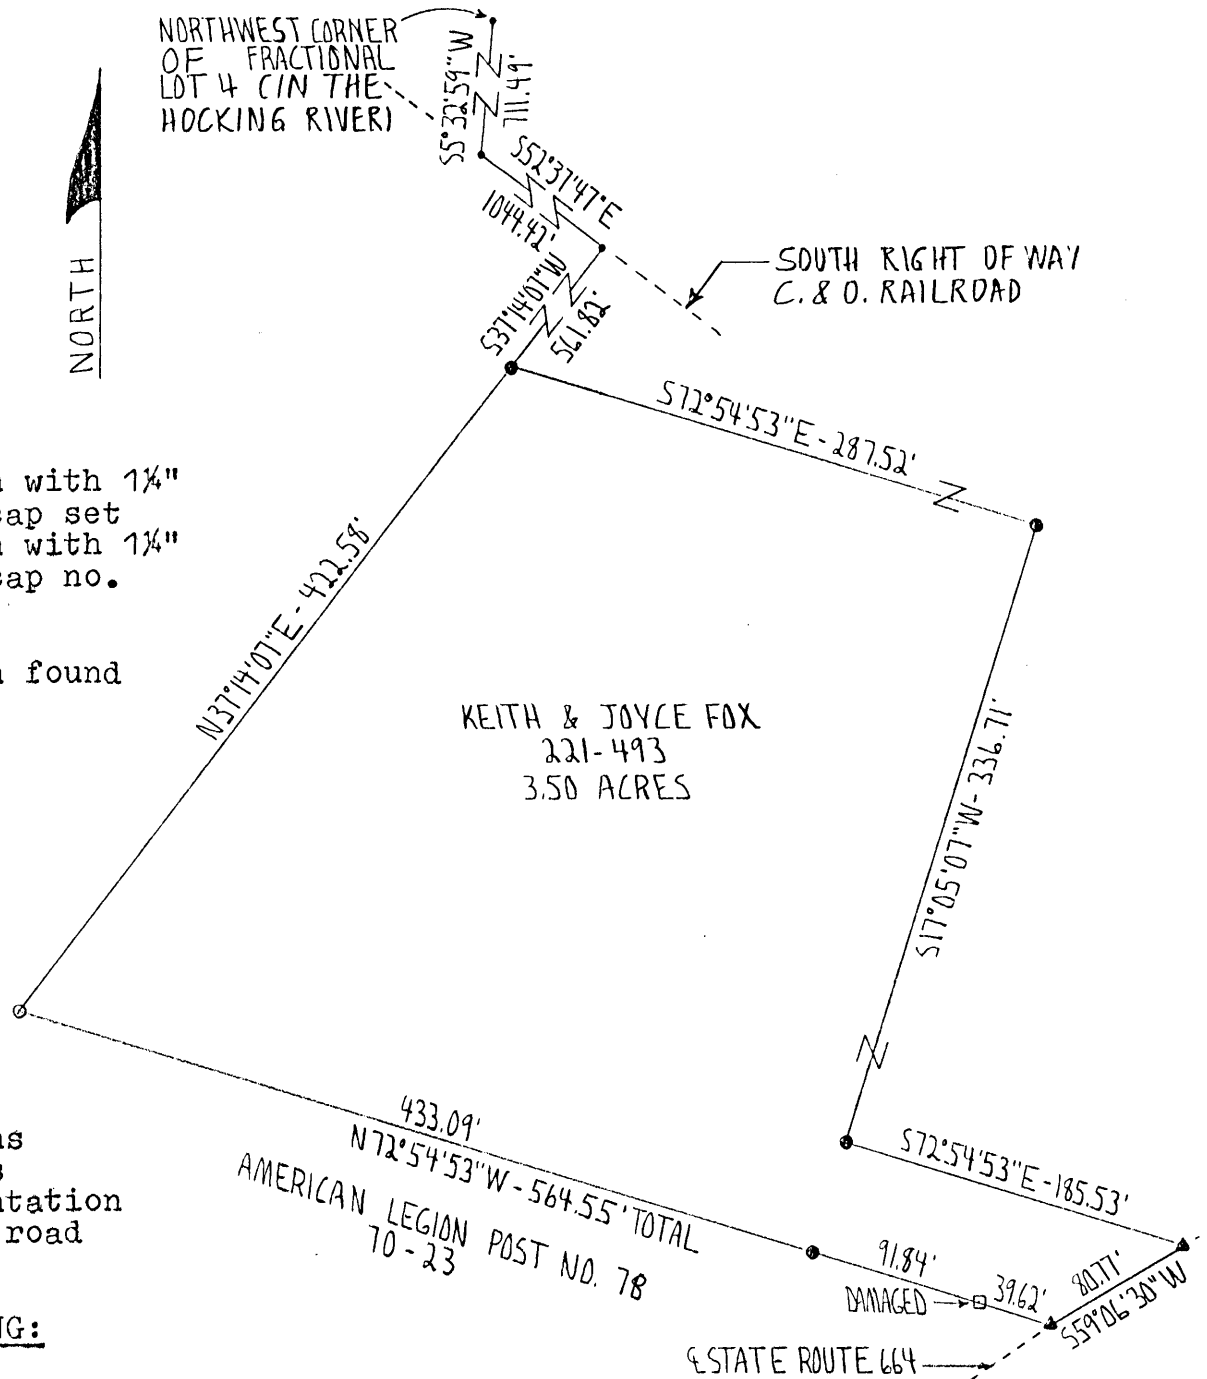 NORTHWEST CORNER
OF FRACTIONAL
LOT 4 (IN THE
HOCKING RIVER)
S5°32'59"W
711.49'
S52°37'47"E
1044.42'
S37°14'07"W
561.82'
SOUTH RIGHT OF WAY
C. & O. RAILROAD
NORTH
S72°54'53"E - 287.52'
with 1¼"
cap set
with 1¼"
cap no.
found
N37°14'07"E - 422.58'
KEITH & JOYCE FOX
221-493
3.50 ACRES
S17°05'07"W - 336.71'
433.09'
N72°54'53"W - 564.55' TOTAL
AMERICAN LEGION POST NO. 78
70-23
S72°54'53"E - 185.53'
road
91.84'
DAMAGED
39.62'
80.77'
S59°06'30"W
℄ STATE ROUTE 664